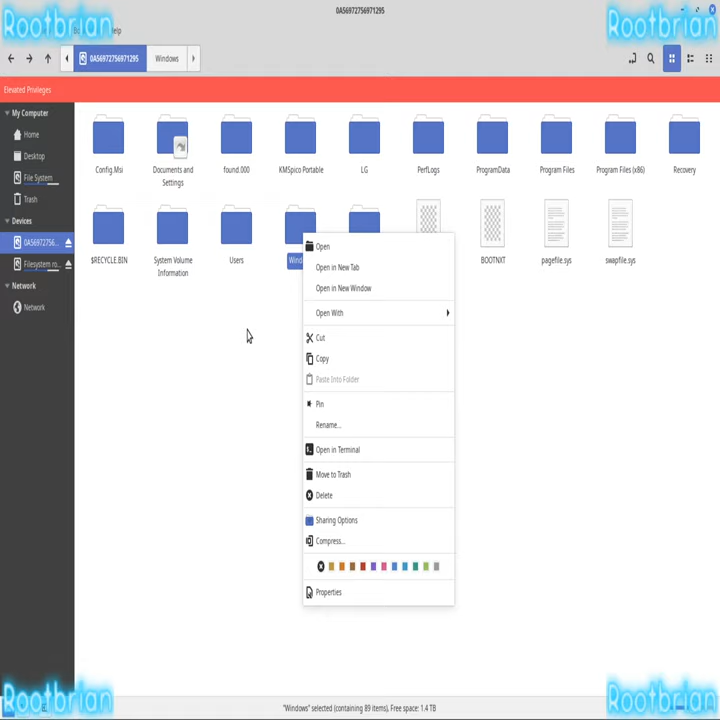 0A56972756971295
Rootbrian
Rootbrian
0A56972756971295
Windows
Elevated Privileges
My Computer
Home
Desktop
File System
Trash
Devices
0A5697275...
Filesystem ro...
Network
Network
Config.Msi
Documents and
Settings
found.000
KMSpico Portable
LG
PerfLogs
ProgramData
Program Files
Program Files (x86)
Recovery
$RECYCLE.BIN
System Volume
Information
Users
BOOTNXT
pagefile.sys
swapfile.sys
Open
Open in New Tab
Open in New Window
Open With
Cut
Copy
Paste Into Folder
Pin
Rename...
Open in Terminal
Move to Trash
Delete
Sharing Options
Compress...
Properties
Rootbrian
Rootbrian
"Windows" selected (containing 89 items), Free space: 1.4 TB